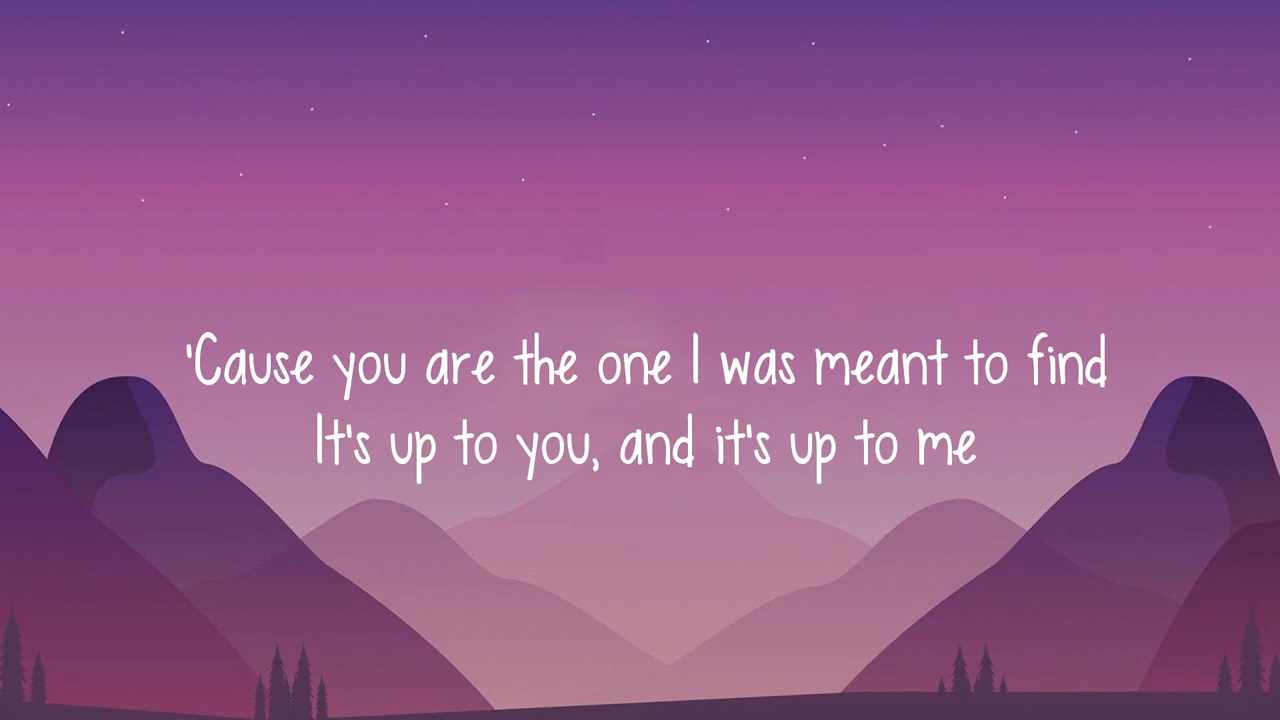 'Cause you are the one I was meant to find
It's up to you, and it's up to me